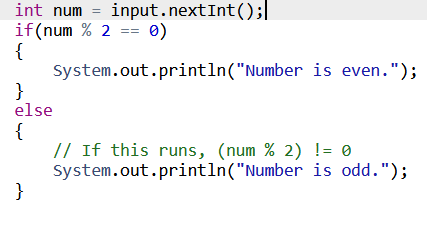 int num = input.nextInt();
if(num % 2 == 0)
{
    System.out.println("Number is even.");
}
else
{
    // If this runs, (num % 2) != 0
    System.out.println("Number is odd.");
}